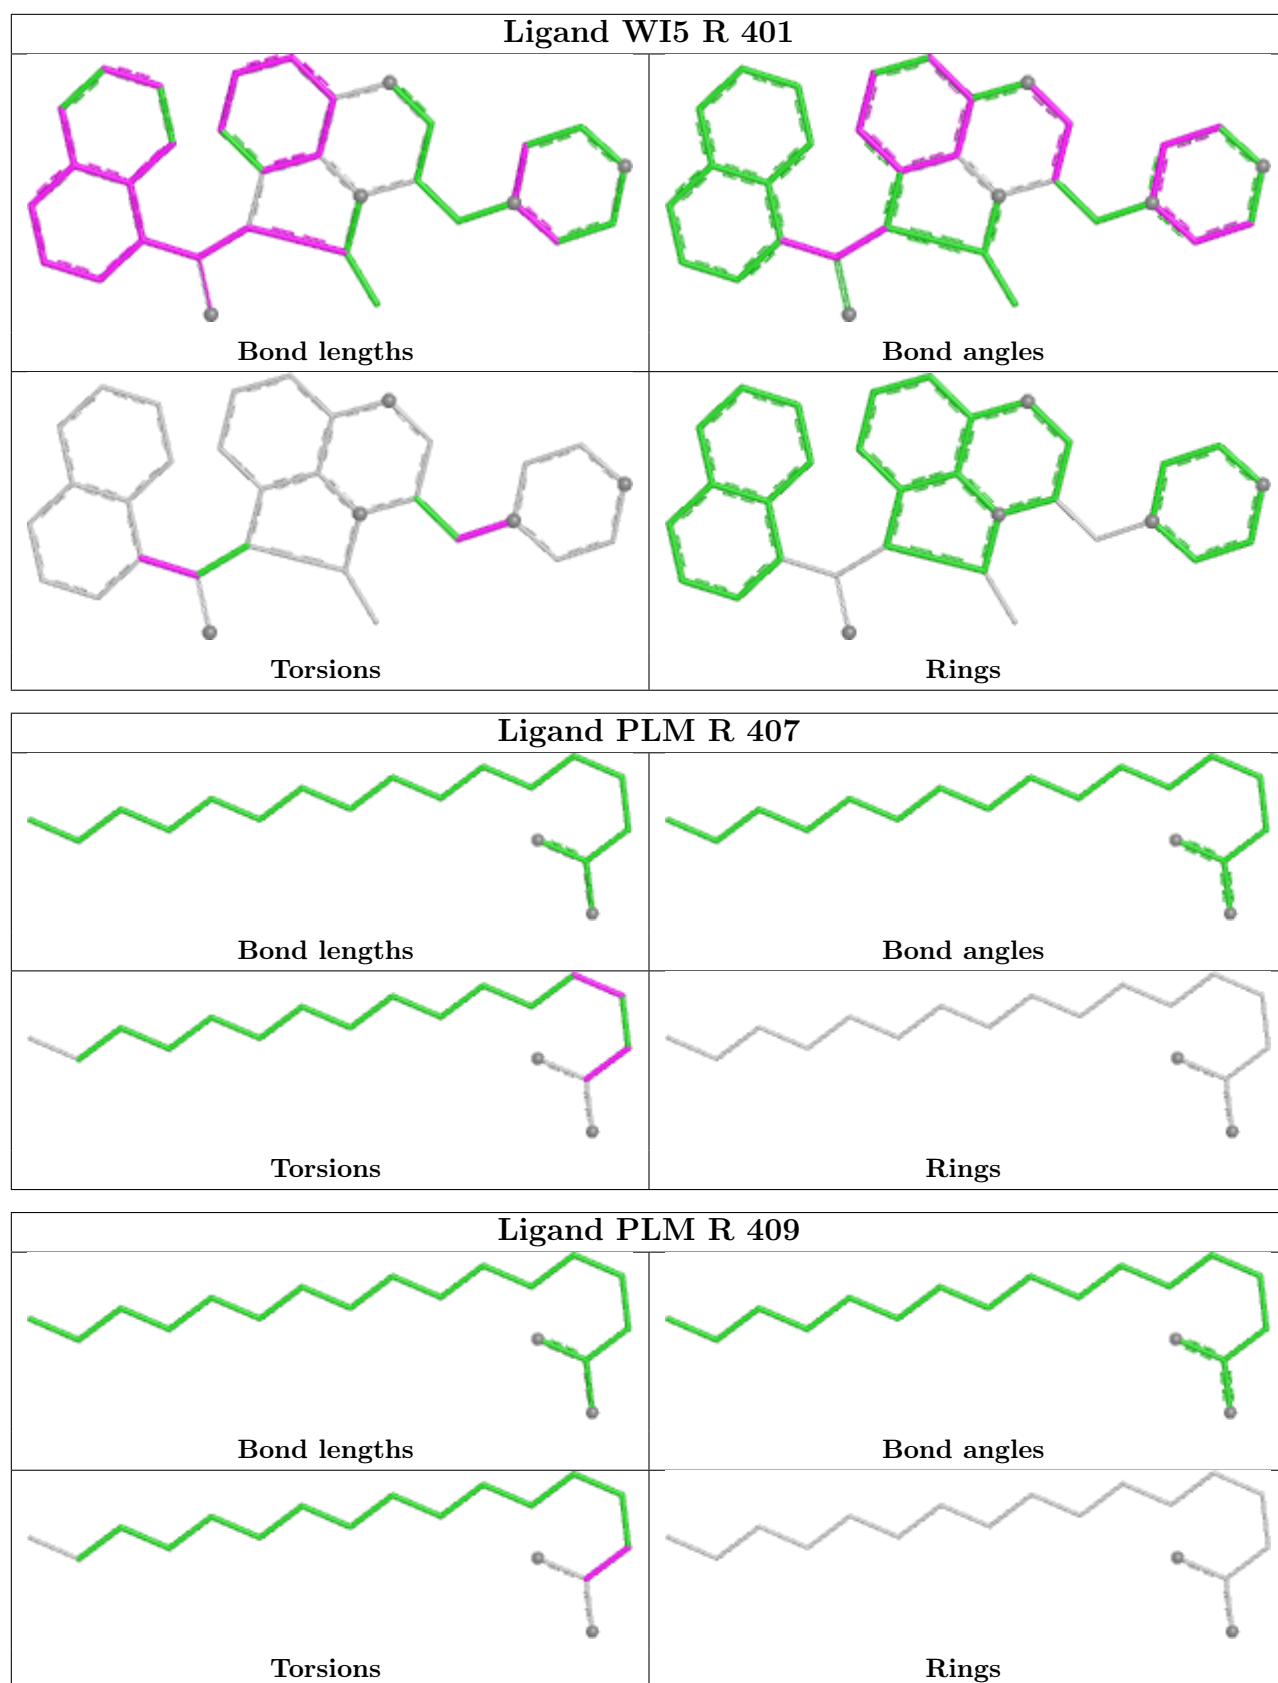 Ligand WI5 R 401
Bond lengths
Bond angles
Torsions
Rings
Ligand PLM R 407
Bond lengths
Bond angles
Torsions
Rings
Ligand PLM R 409
Bond lengths
Bond angles
Torsions
Rings